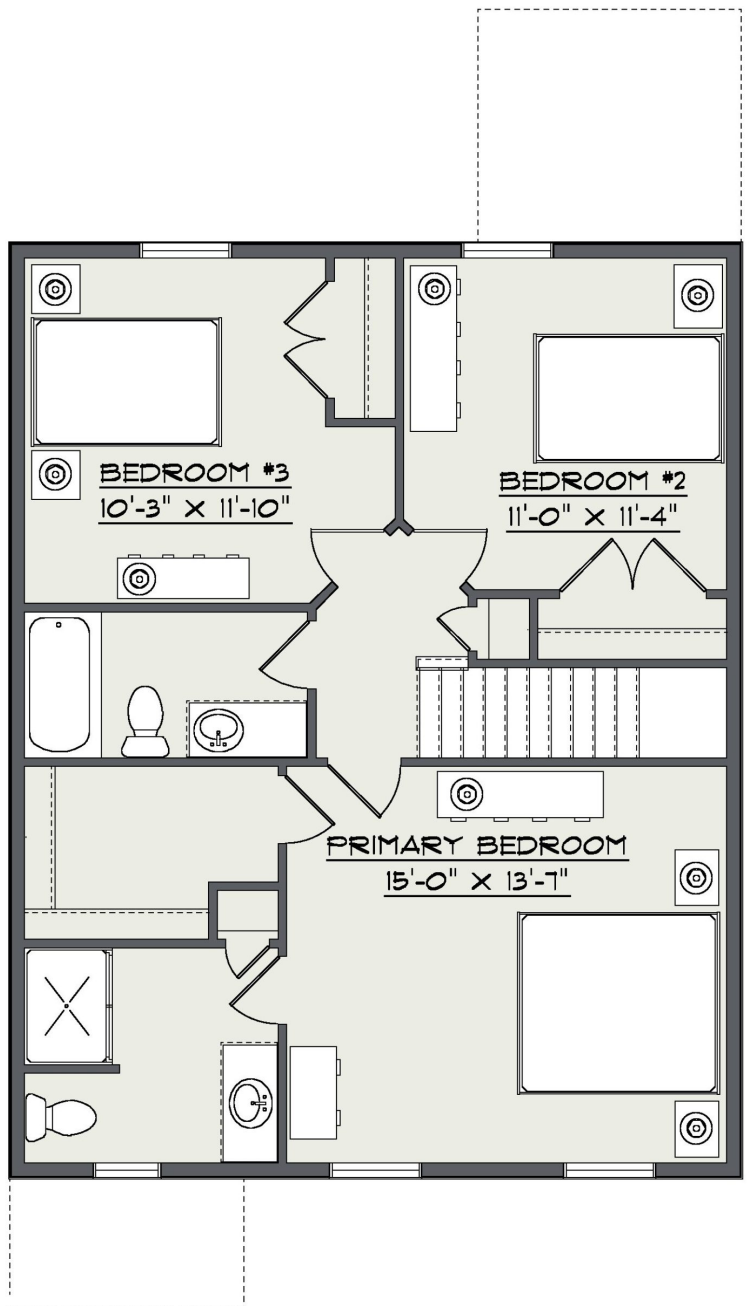 BEDROOM #3
10'-3" X 11'-10"
BEDROOM #2
11'-0" X 11'-4"
PRIMARY BEDROOM
15'-0" X 13'-7"